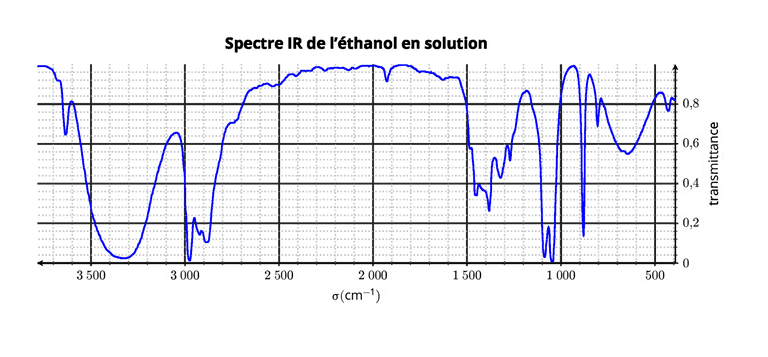 Spectre IR de l’éthanol en solution
0,8
0,6
0,4
0,2
0
transmittance
3 500 3 000 2 500 2 000 1 500 1 000 500
σ(cm⁻¹)